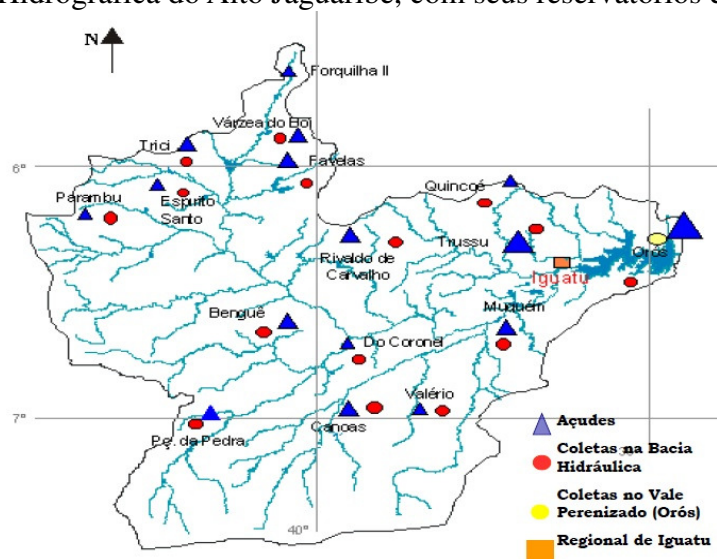 Hidrográfica do Alto Jaguaribe, com seus reservatórios e
N
Forquilha II
Várzea do Boi
Trici
Favelas
6°
Quincoé
Parambu
Espírito
Santo
Trussu
Orós
Rivaldo de
Carvalho
Iguatu
Benguê
Muquém
Do Coronel
Valério
7°
Açudes
Canoas
Pç. da Pedra
Coletas na Bacia
Hidráulica
Coletas no Vale
Perenizado (Orós)
40°
Regional de Iguatu